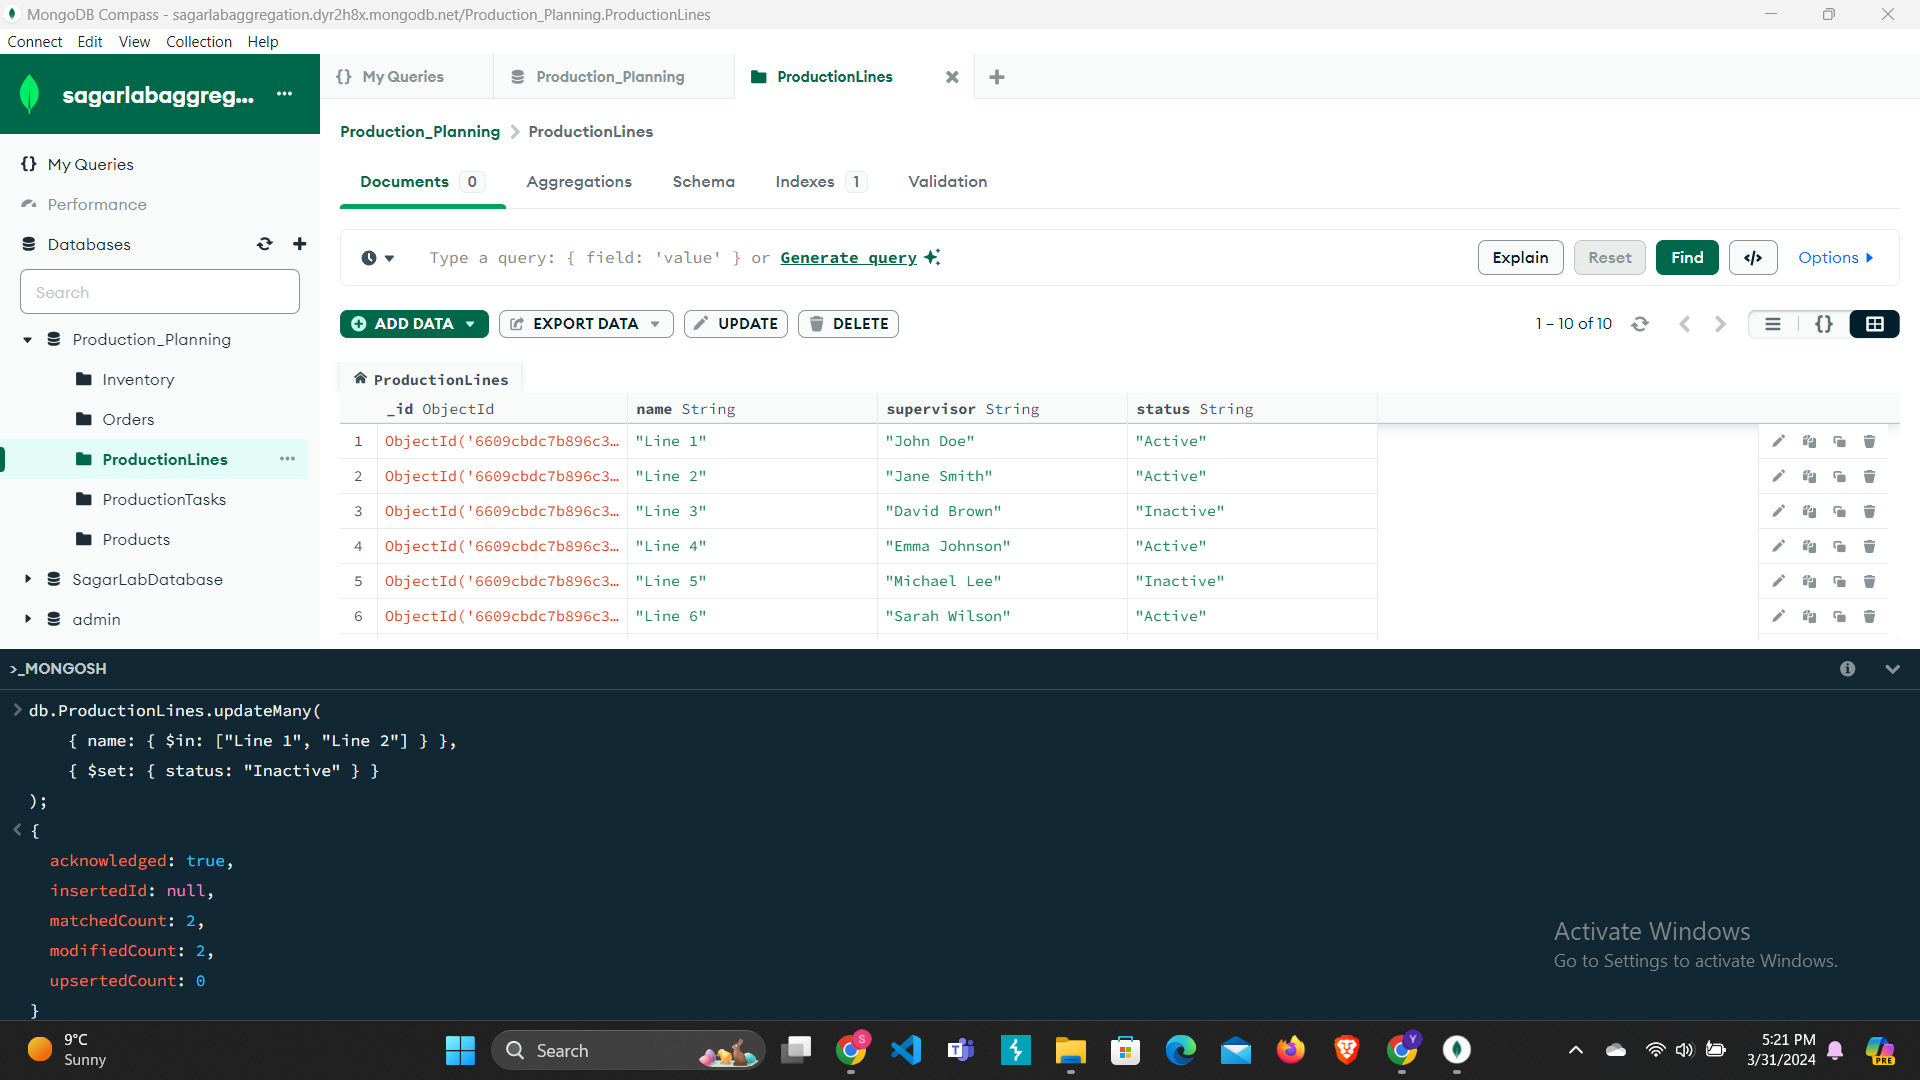 MongoDB Compass - sagarlabaggregation.dyr2h8x.mongodb.net/Production_Planning.ProductionLines
Connect Edit View Collection Help
sagarlabaggreg... ···
{} My Queries
Production_Planning
ProductionLines
Production_Planning > ProductionLines
{} My Queries
Performance
Databases
Search
Production_Planning
Inventory
Orders
ProductionLines ···
ProductionTasks
Products
SagarLabDatabase
admin
Documents 0 Aggregations Schema Indexes 1 Validation
Type a query: { field: 'value' } or Generate query
Explain Reset Find </> Options
ADD DATA EXPORT DATA UPDATE DELETE
1 – 10 of 10
{}
ProductionLines
_id ObjectId name String supervisor String status String
1 ObjectId('6609cbdc7b896c3… "Line 1" "John Doe" "Active"
2 ObjectId('6609cbdc7b896c3… "Line 2" "Jane Smith" "Active"
3 ObjectId('6609cbdc7b896c3… "Line 3" "David Brown" "Inactive"
4 ObjectId('6609cbdc7b896c3… "Line 4" "Emma Johnson" "Active"
5 ObjectId('6609cbdc7b896c3… "Line 5" "Michael Lee" "Inactive"
6 ObjectId('6609cbdc7b896c3… "Line 6" "Sarah Wilson" "Active"
>_MONGOSH
> db.ProductionLines.updateMany(
{ name: { $in: ["Line 1", "Line 2"] } },
{ $set: { status: "Inactive" } }
);
< {
acknowledged: true,
insertedId: null,
matchedCount: 2,
modifiedCount: 2,
upsertedCount: 0
}
Activate Windows
Go to Settings to activate Windows.
9°C
Sunny
Search
S
Y
5:21 PM
3/31/2024
PRE